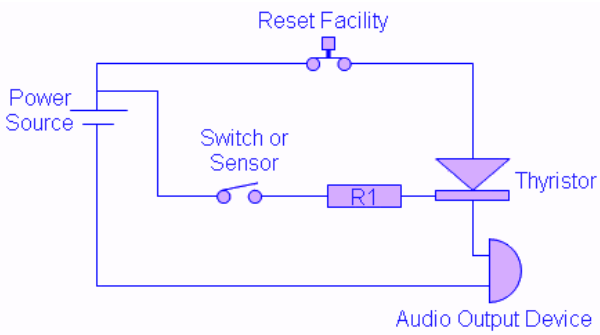 Reset Facility
Power
Source
Switch or
Sensor
R1
Thyristor
Audio Output Device